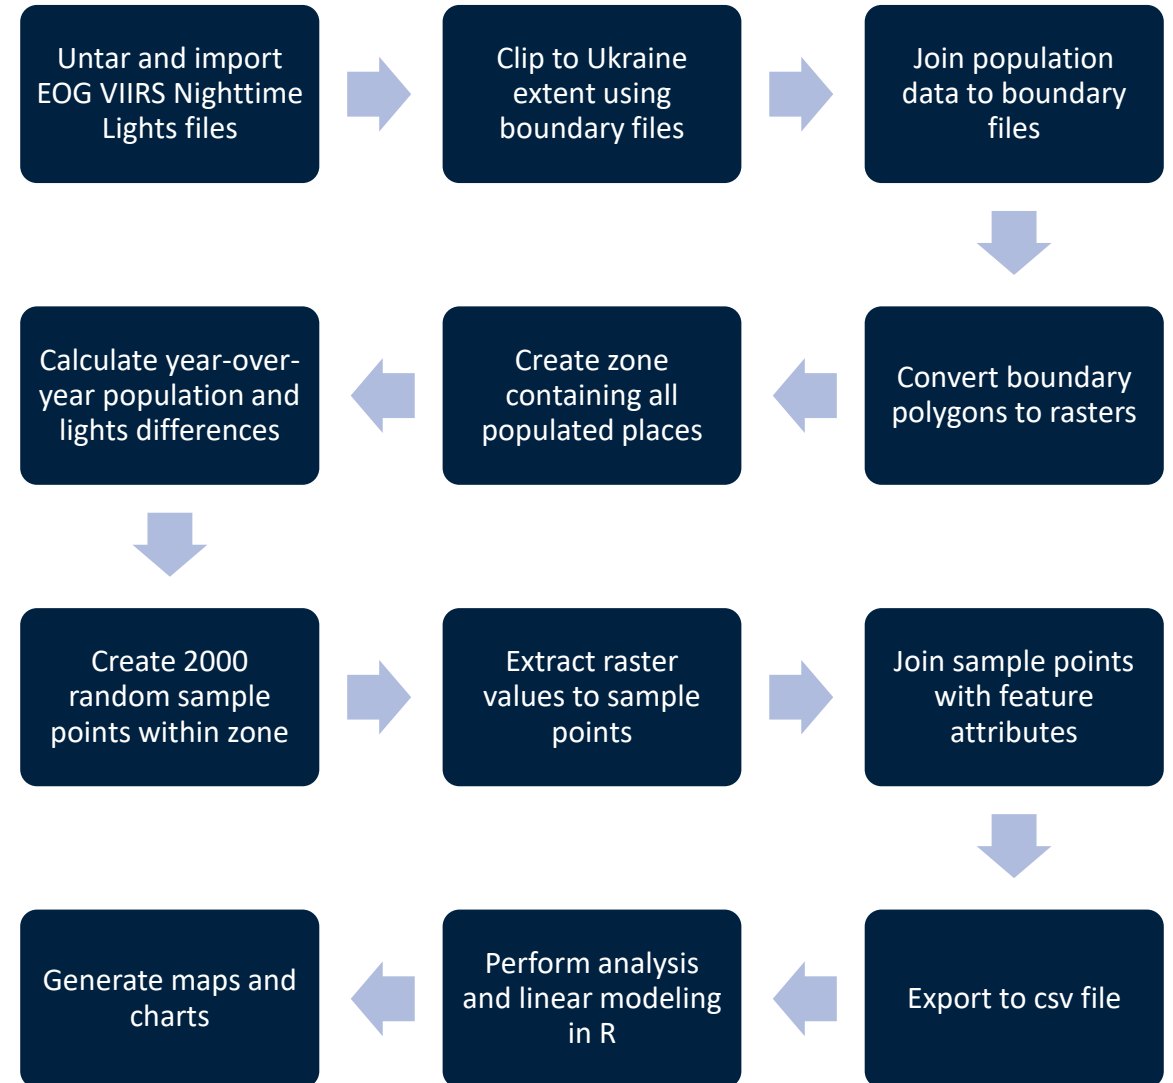 Untar and import
EOG VIIRS Nighttime
Lights files
Clip to Ukraine
extent using
boundary files
Join population
data to boundary
files
Convert boundary
polygons to rasters
Create zone
containing all
populated places
Calculate year-over-
year population and
lights differences
Create 2000
random sample
points within zone
Extract raster
values to sample
points
Join sample points
with feature
attributes
Export to csv file
Perform analysis
and linear modeling
in R
Generate maps and
charts